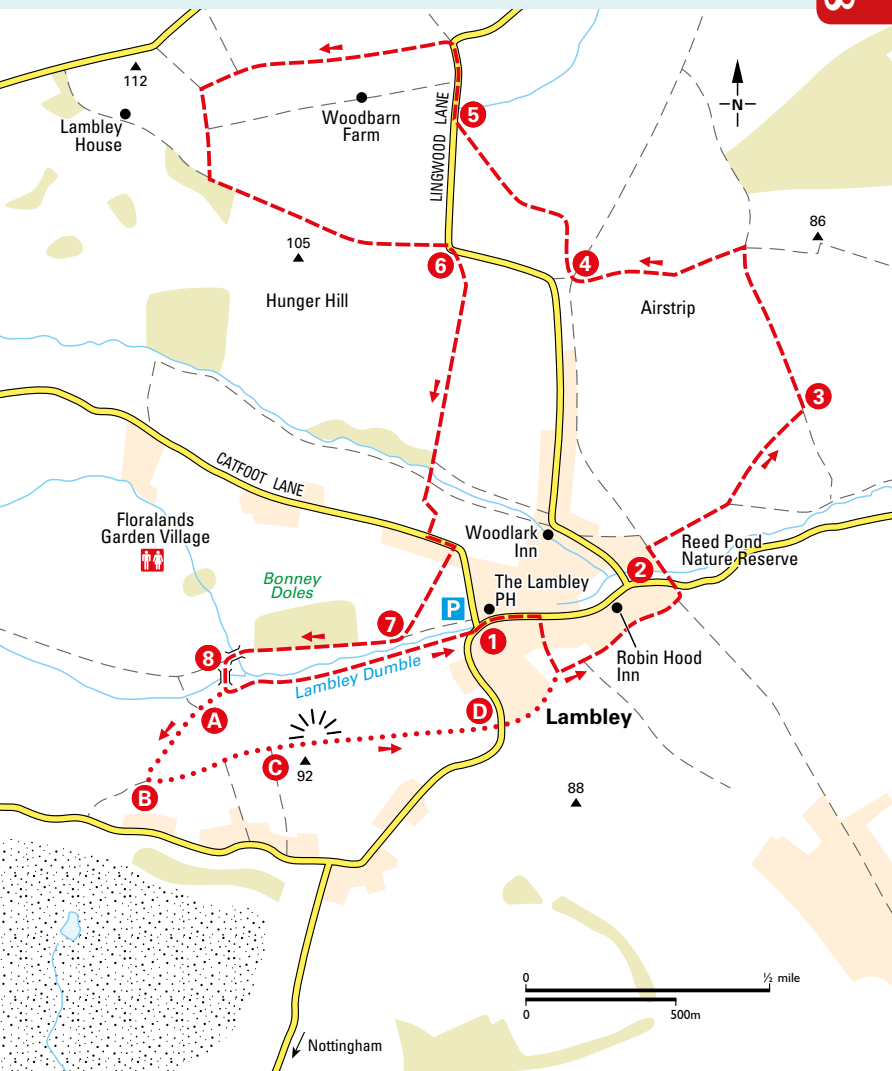 8
112
Lambley
House
Woodbarn
Farm
LINGWOOD LANE
5
N
86
105
6
4
Hunger Hill
Airstrip
3
CATFOOT LANE
Floralands
Garden Village
Woodlark
Inn
Reed Pond
Nature Reserve
Bonney
Doles
The Lambley
PH
2
P
7
1
8
Robin Hood
Inn
Lambley Dumble
A
D
Lambley
C
92
B
88
0
½ mile
0
500m
Nottingham